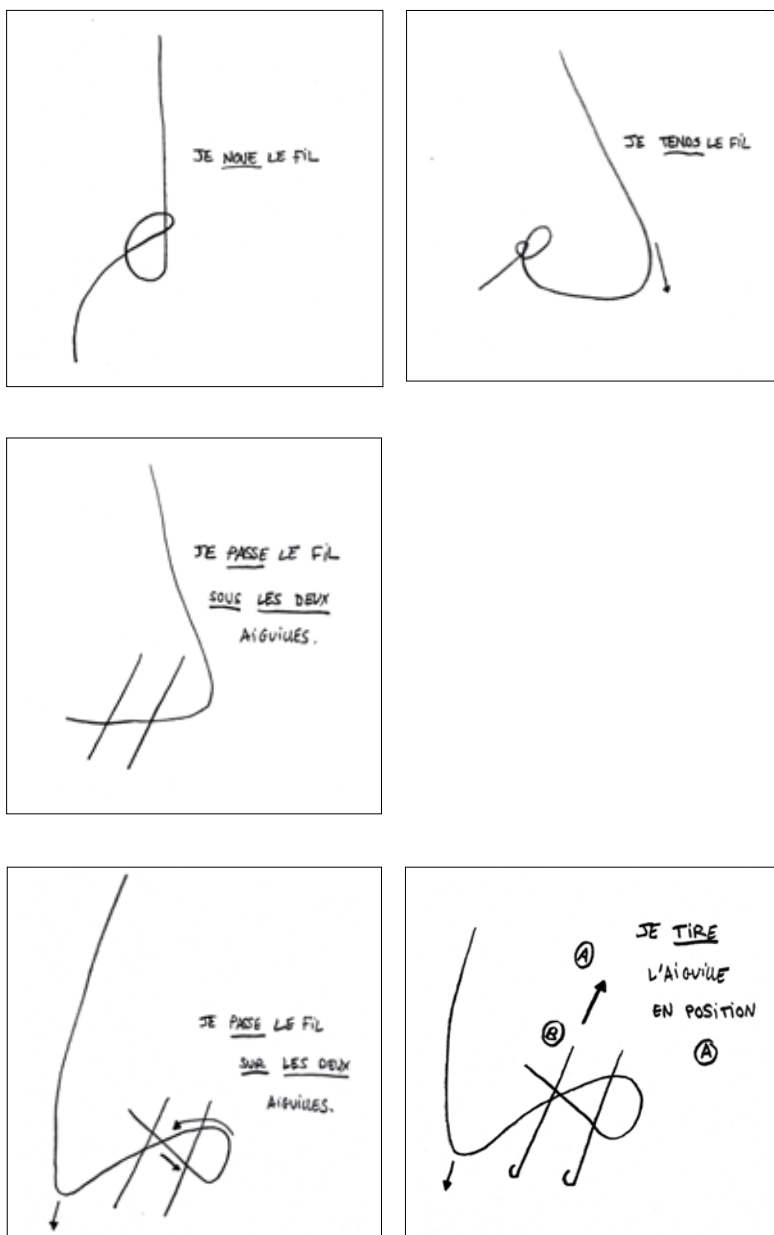 JE NOUE LE FiL
JE TENDS LE FiL
JE PASSE LE FiL
SOUS LES DEUX
AiGUiLLES.
JE PASSE LE FiL
SUR LES DEUX
AiGUiLLES.
JE TiRE
L'AiGUiLLE
EN POSITION
A
A
B